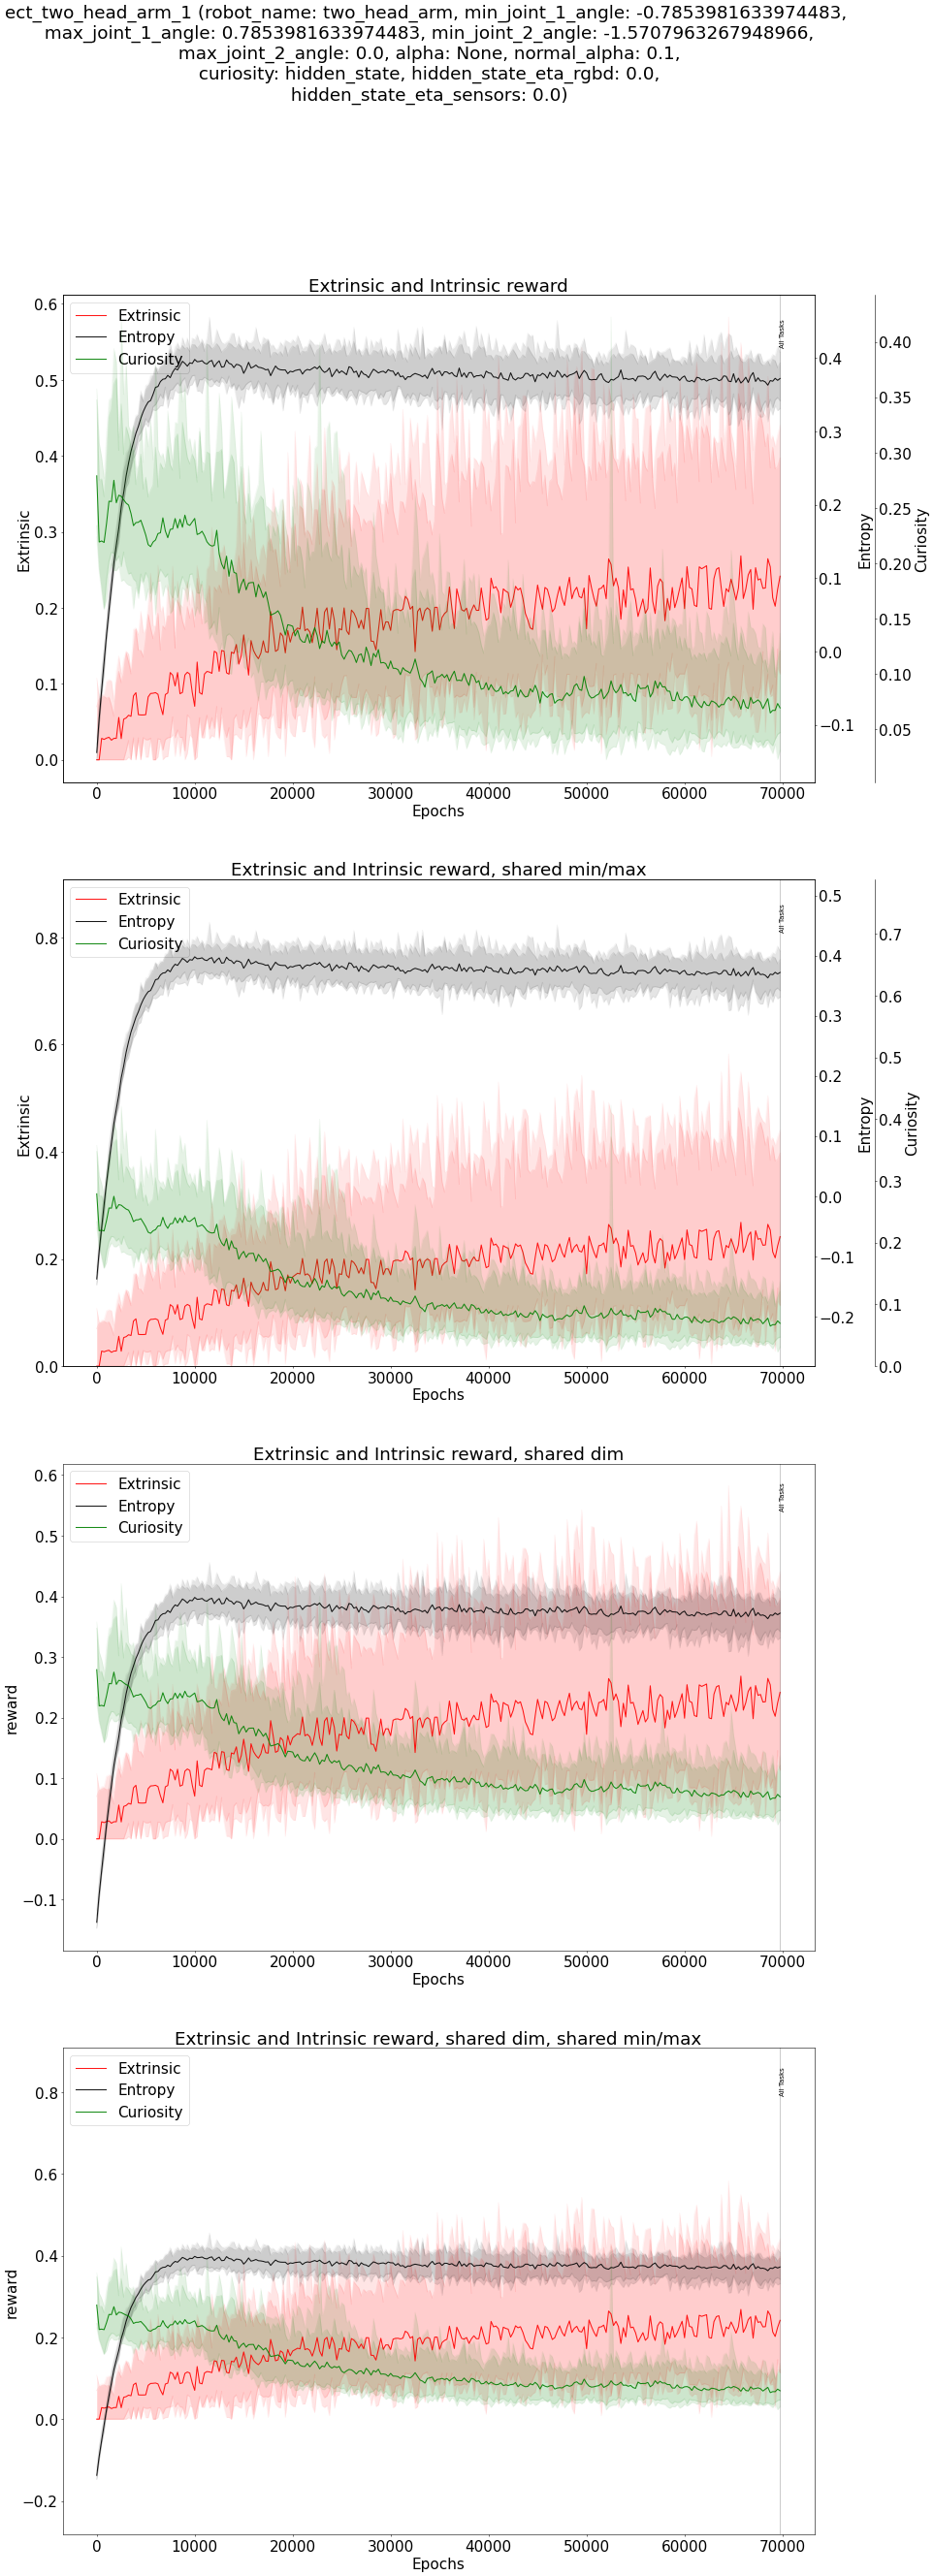 ect_two_head_arm_1 (robot_name: two_head_arm, min_joint_1_angle: -0.7853981633974483,
max_joint_1_angle: 0.7853981633974483, min_joint_2_angle: -1.5707963267948966,
max_joint_2_angle: 0.0, alpha: None, normal_alpha: 0.1,
curiosity: hidden_state, hidden_state_eta_rgbd: 0.0,
hidden_state_eta_sensors: 0.0)
Extrinsic and Intrinsic reward
Extrinsic
Entropy
Curiosity
All Tasks
0.6
0.5
0.4
0.3
0.2
0.1
0.0
Extrinsic
0.4
0.3
0.2
0.1
0.0
−0.1
Entropy
0.40
0.35
0.30
0.25
0.20
0.15
0.10
0.05
Curiosity
0 10000 20000 30000 40000 50000 60000 70000
Epochs
Extrinsic and Intrinsic reward, shared min/max
Extrinsic
Entropy
Curiosity
All Tasks
0.8
0.6
0.4
0.2
0.0
Extrinsic
0.5
0.4
0.3
0.2
0.1
0.0
−0.1
−0.2
Entropy
0.7
0.6
0.5
0.4
0.3
0.2
0.1
0.0
Curiosity
0 10000 20000 30000 40000 50000 60000 70000
Epochs
Extrinsic and Intrinsic reward, shared dim
Extrinsic
Entropy
Curiosity
All Tasks
0.6
0.5
0.4
0.3
0.2
0.1
0.0
−0.1
reward
0 10000 20000 30000 40000 50000 60000 70000
Epochs
Extrinsic and Intrinsic reward, shared dim, shared min/max
Extrinsic
Entropy
Curiosity
All Tasks
0.8
0.6
0.4
0.2
0.0
−0.2
reward
0 10000 20000 30000 40000 50000 60000 70000
Epochs